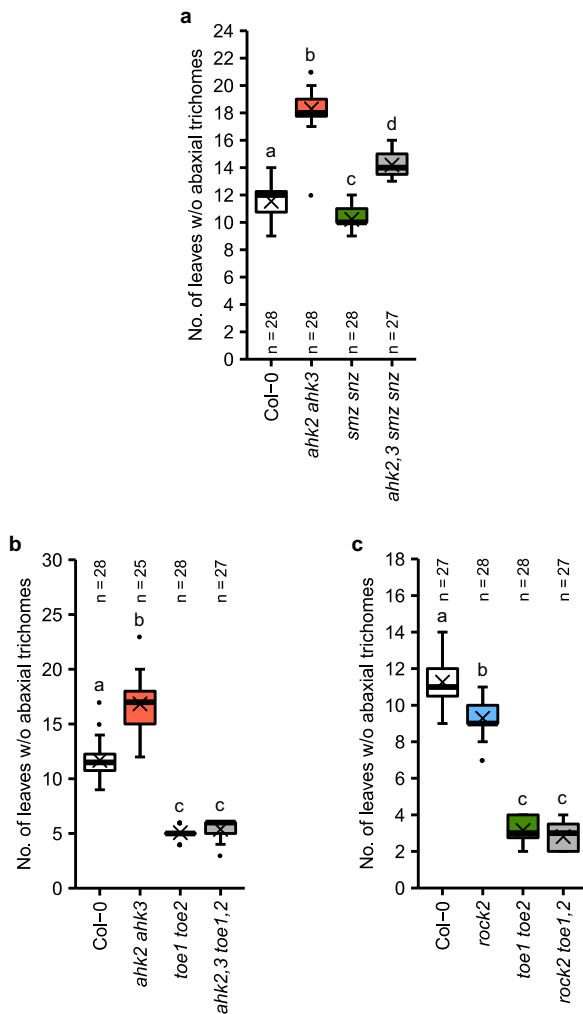 a
No. of leaves w/o abaxial trichomes
24
22
20
18
16
14
12
10
8
6
4
2
0
a
b
c
d
n = 28
n = 28
n = 28
n = 27
Col−0
ahk2 ahk3
smz snz
ahk2,3 smz snz
b
No. of leaves w/o abaxial trichomes
30
25
20
15
10
5
0
n = 28
n = 25
n = 28
n = 27
a
b
c
c
Col−0
ahk2 ahk3
toe1 toe2
ahk2,3 toe1,2
c
No. of leaves w/o abaxial trichomes
18
16
14
12
10
8
6
4
2
0
n = 27
n = 28
n = 28
n = 27
a
b
c
c
Col−0
rock2
toe1 toe2
rock2 toe1,2